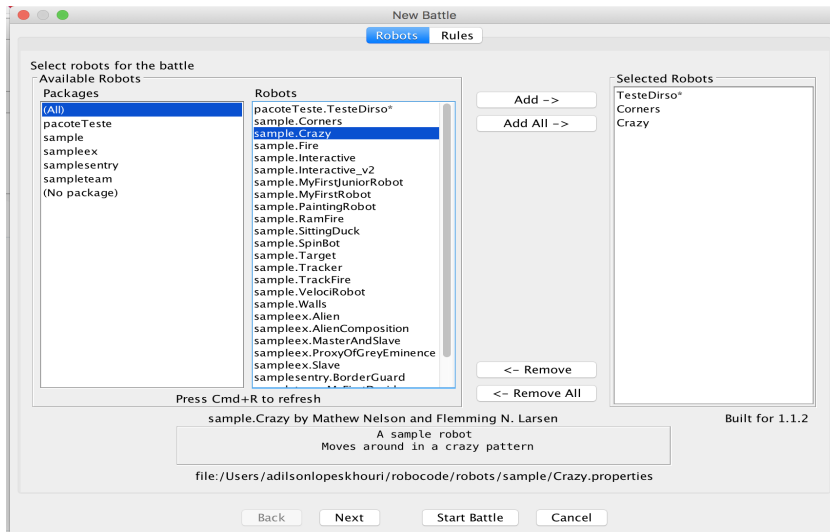 New Battle
Robots Rules
Select robots for the battle
Available Robots
Packages
(All)
pacoteTeste
sample
sampleex
samplesentry
sampleteam
(No package)
Robots
pacoteTeste.TesteDirso*
sample.Corners
sample.Crazy
sample.Fire
sample.Interactive
sample.Interactive_v2
sample.MyFirstJuniorRobot
sample.MyFirstRobot
sample.PaintingRobot
sample.RamFire
sample.SittingDuck
sample.SpinBot
sample.Target
sample.Tracker
sample.TrackFire
sample.VelociRobot
sample.Walls
sampleex.Alien
sampleex.AlienComposition
sampleex.MasterAndSlave
sampleex.ProxyOfGreyEminence
sampleex.Slave
samplesentry.BorderGuard
Add ->
Add All ->
<- Remove
<- Remove All
Selected Robots
TesteDirso*
Corners
Crazy
Press Cmd+R to refresh
sample.Crazy by Mathew Nelson and Flemming N. Larsen
Built for 1.1.2
A sample robot
Moves around in a crazy pattern
file:/Users/adilsonlopeskhouri/robocode/robots/sample/Crazy.properties
Back Next Start Battle Cancel